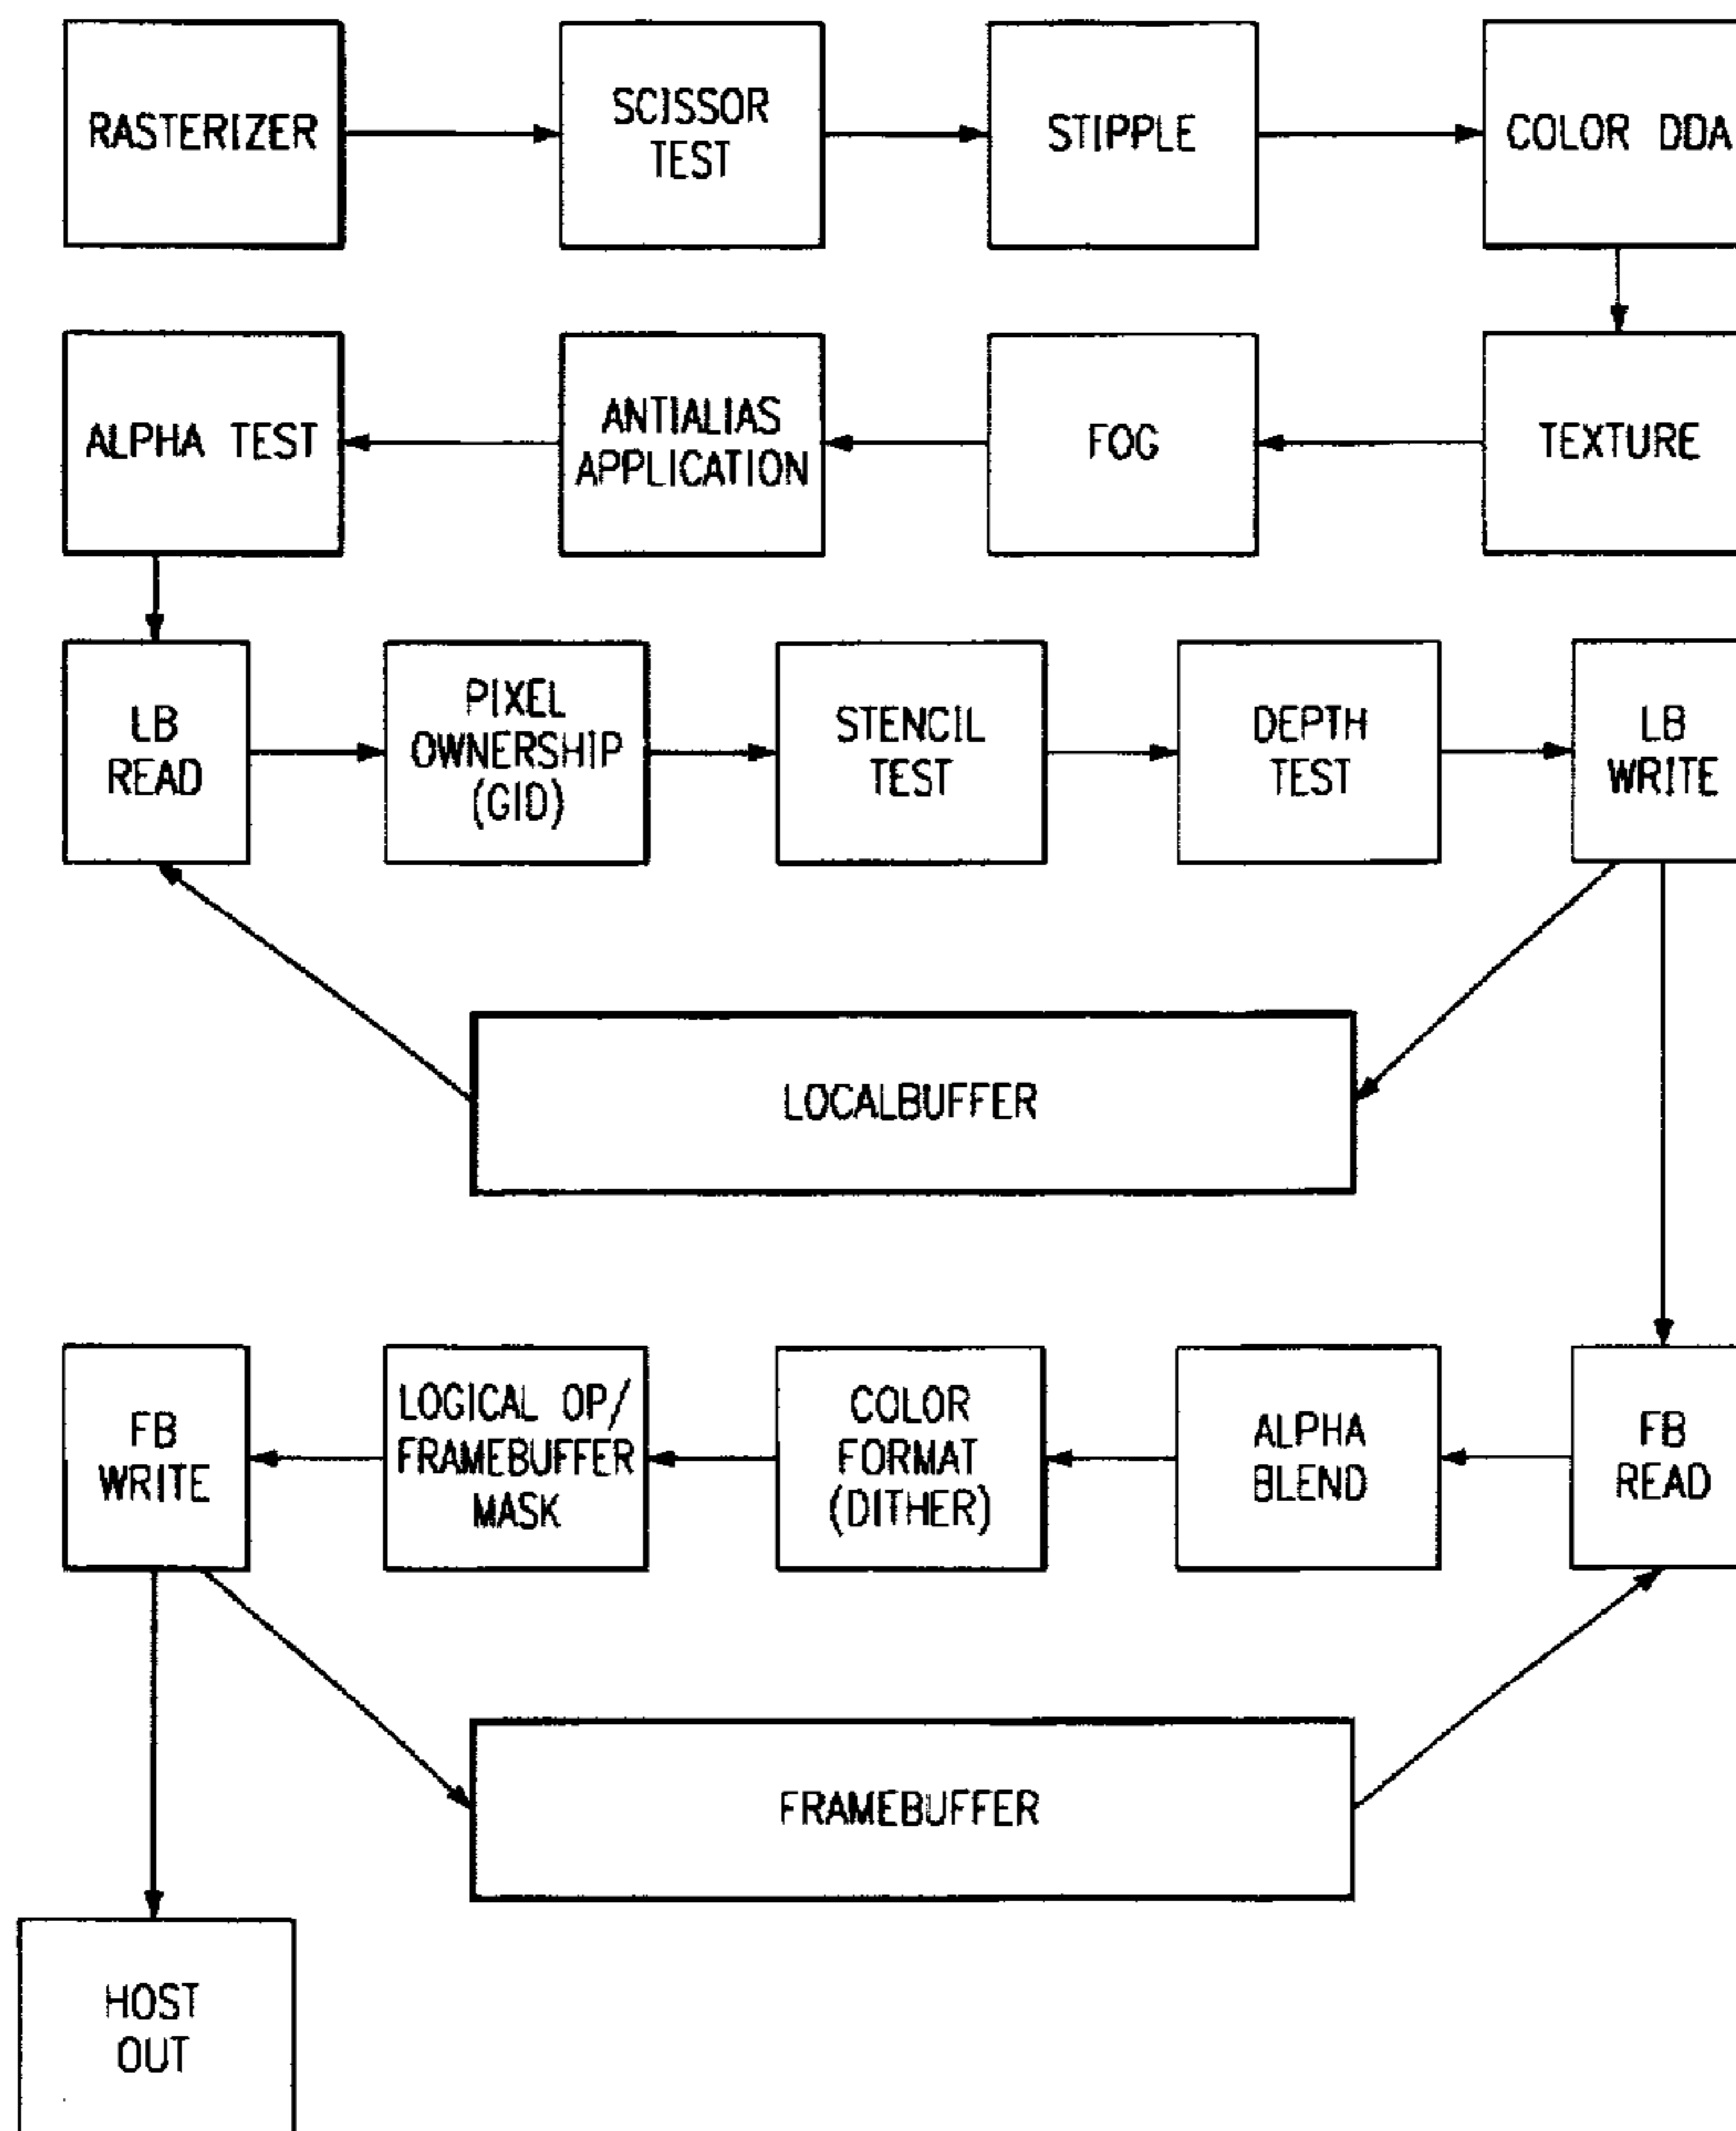 RASTERIZER
SCISSOR
TEST
STIPPLE
COLOR DDA
ALPHA TEST
ANTIALIAS
APPLICATION
FOG
TEXTURE
LB
READ
PIXEL
OWNERSHIP
(GID)
STENCIL
TEST
DEPTH
TEST
LB
WRITE
LOCALBUFFER
FB
WRITE
LOGICAL OP/
FRAMEBUFFER
MASK
COLOR
FORMAT
(DITHER)
ALPHA
BLEND
FB
READ
FRAMEBUFFER
HOST
OUT